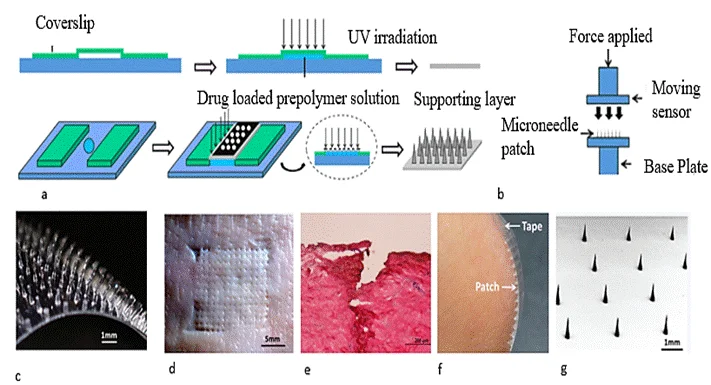 Coverslip
UV irradiation
Drug loaded prepolymer solution
Supporting layer
a
Force applied
Moving
sensor
Microneedle
patch
Base Plate
b
1mm
c
5mm
d
e
Tape
Patch
f
1mm
g